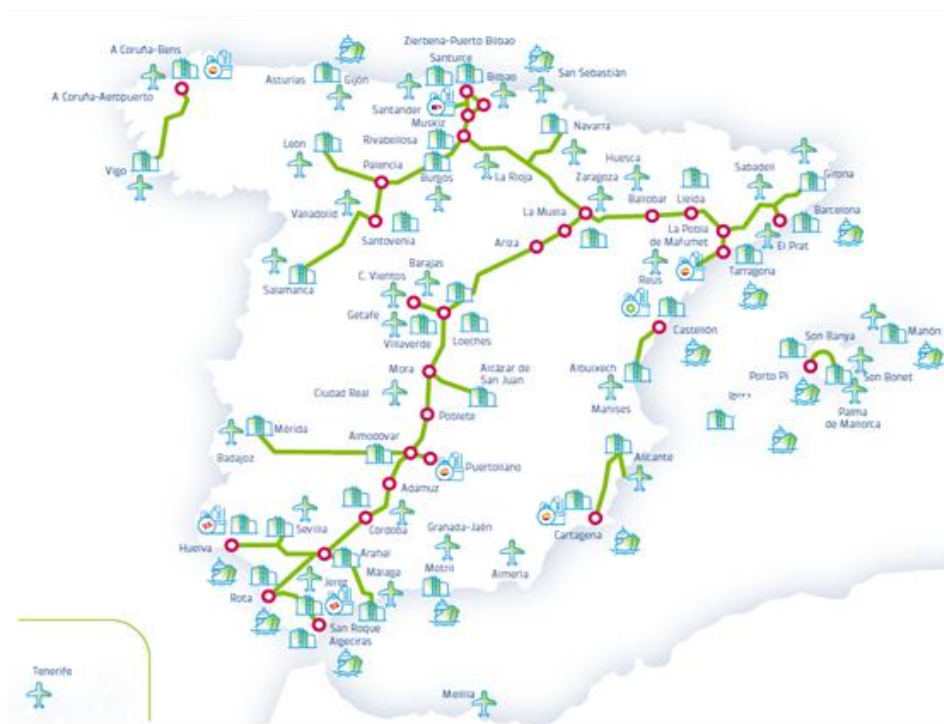 Zierbena-Puerto Bilbao
A Coruña-Bens
Santurce
Asturias
Gijón
Bilbao
San Sebastián
A Coruña-Aeropuerto
Santander
Muskiz
Navarra
Rivabellosa
León
Huesca
Sabadell
Vigo
Palencia
Burgos
La Rioja
Zaragoza
Girona
Valladolid
La Muela
Ballobar
Lleida
Barcelona
Santovenia
La Pobla
de Mafumet
El Prat
Ariza
Salamanca
Barajas
Reus
Tarragona
C. Vientos
Getafe
Villaverde
Loeches
Castellón
Son Banya
Mahón
Mora
Alcázar de
San Juan
Albuixech
Porto Pi
Son Bonet
Ciudad Real
Manises
Palma
de Mallorca
Poblete
Mérida
Almodóvar
Badajoz
Alicante
Puertollano
Adamuz
Sevilla
Córdoba
Granada-Jaén
Cartagena
Huelva
Arahal
Motril
Almería
Jerez
Málaga
Rota
San Roque
Algeciras
Tenerife
Melilla